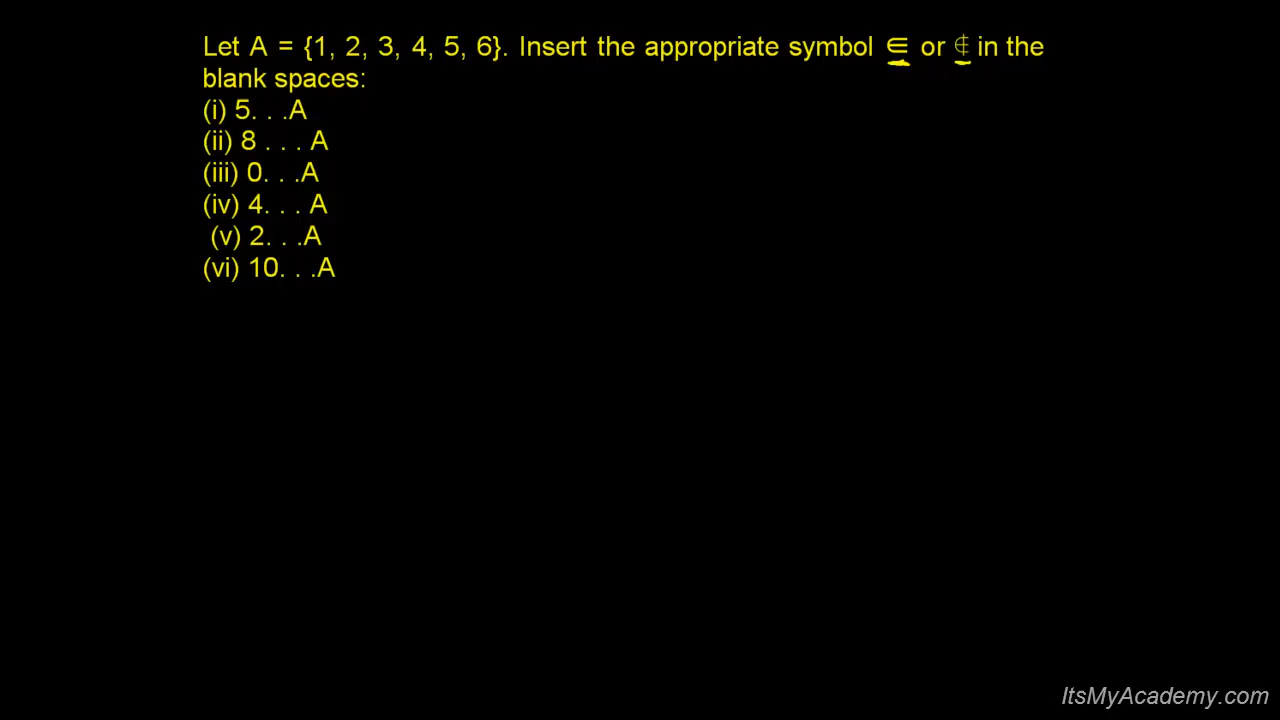 Let A = {1, 2, 3, 4, 5, 6}. Insert the appropriate symbol ∈ or ∉ in the
blank spaces:
(i) 5. . .A
(ii) 8 . . . A
(iii) 0. . .A
(iv) 4. . . A
(v) 2. . .A
(vi) 10. . .A
ItsMyAcademy.com